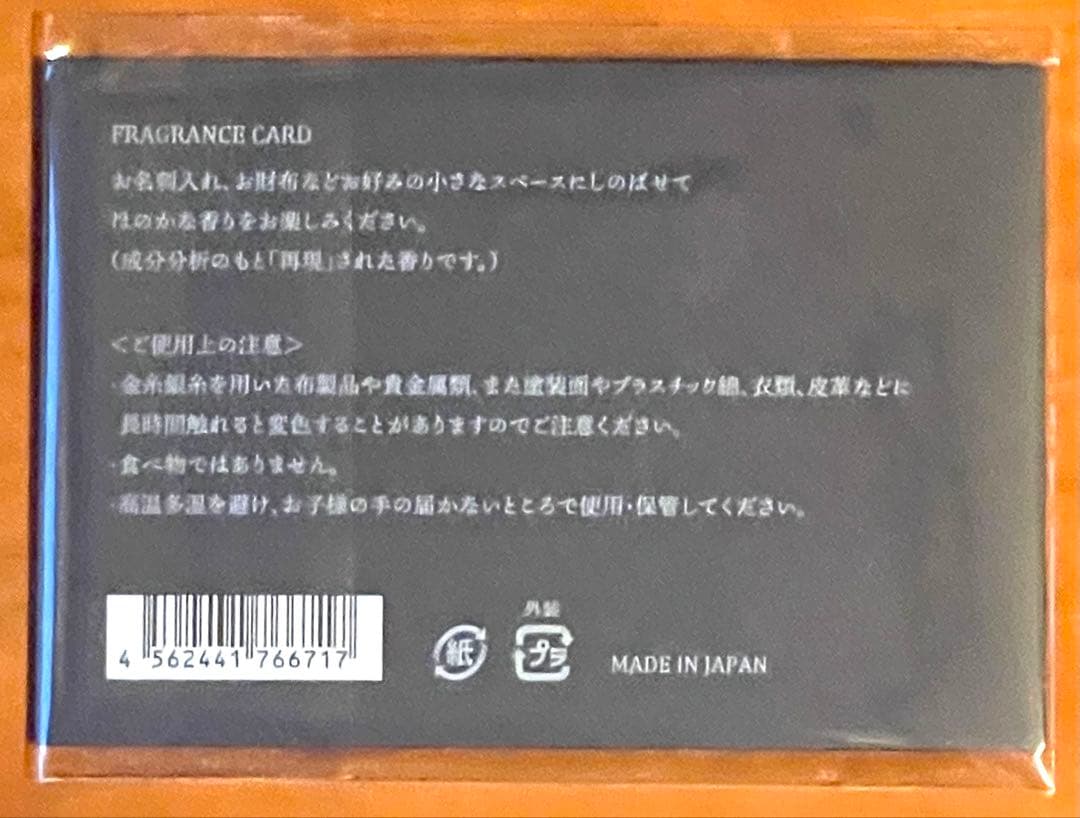 FRAGRANCE CARD
お名刺入れ、お財布などお好みの小さなスペースにしのばせて
ほのかな香りをお楽しみください。
(成分分析のもと「再現」された香りです。)
＜ご使用上の注意＞
・金糸銀糸を用いた布製品や貴金属類、また塗装面やプラスチック類、衣類、皮革などに
長時間触れると変色することがありますのでご注意ください。
・食べ物ではありません。
・高温多湿を避け、お子様の手の届かないところで使用・保管してください。
外装
紙
プラ
4 562441 766717
MADE IN JAPAN